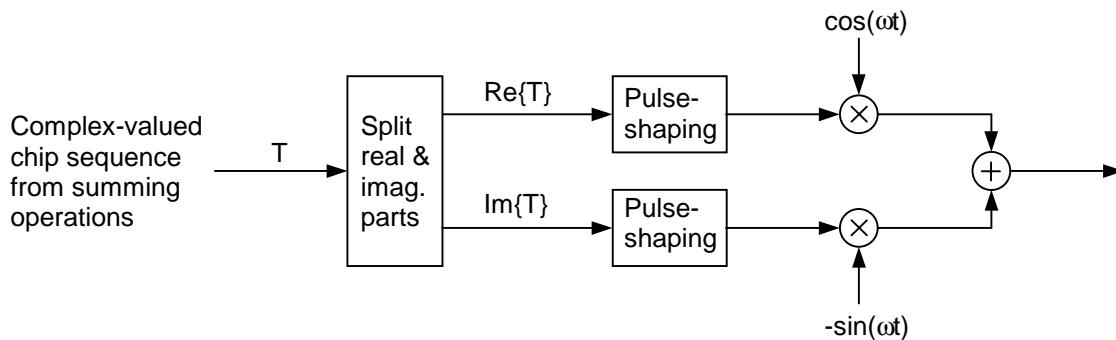 cos(ωt)
Complex-valued
chip sequence
from summing
operations
T
Split
real &
imag.
parts
Re{T}
Pulse-
shaping
Im{T}
Pulse-
shaping
-sin(ωt)